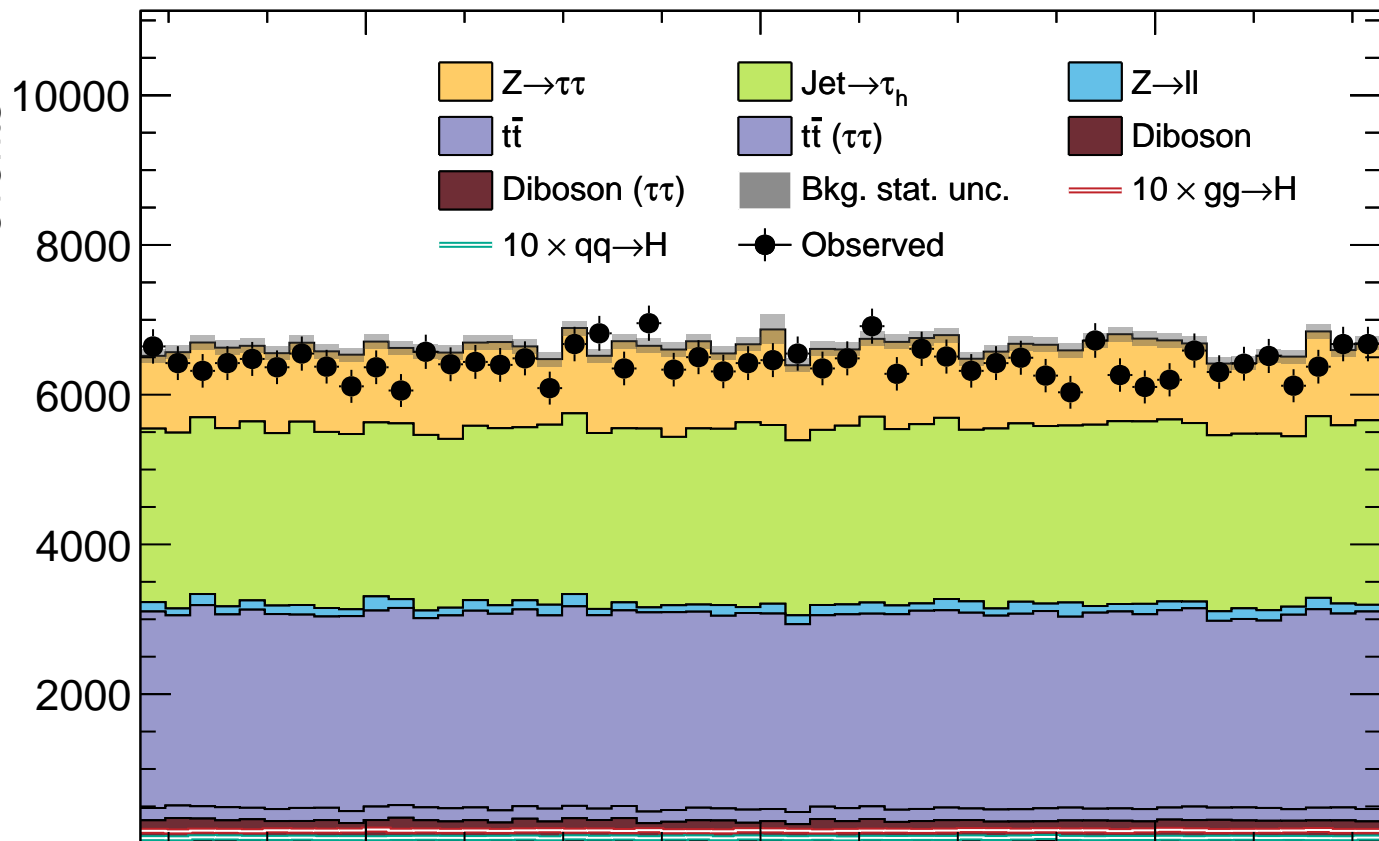 10000
8000
6000
4000
2000
Z→ττ Jet→τh Z→ll
tt̄ tt̄ (ττ) Diboson
Diboson (ττ) Bkg. stat. unc. 10 × gg→H
10 × qq→H Observed